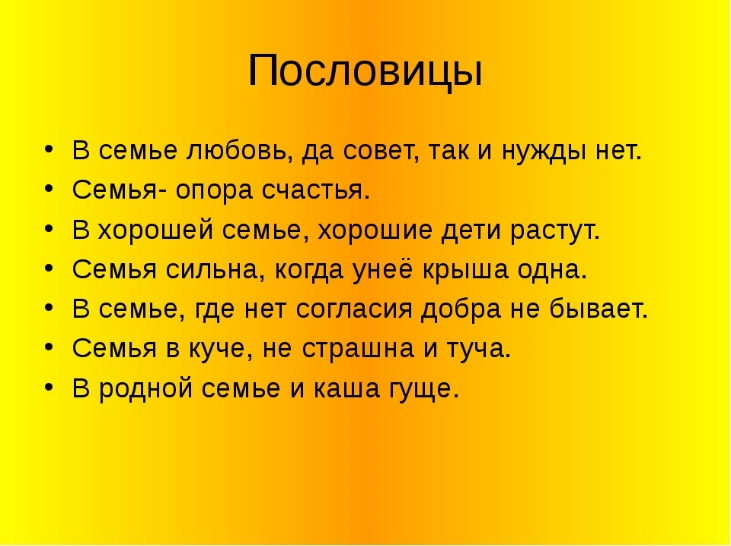 Пословицы
• В семье любовь, да совет, так и нужды нет.
• Семья- опора счастья.
• В хорошей семье, хорошие дети растут.
• Семья сильна, когда унеё крыша одна.
• В семье, где нет согласия добра не бывает.
• Семья в куче, не страшна и туча.
• В родной семье и каша гуще.